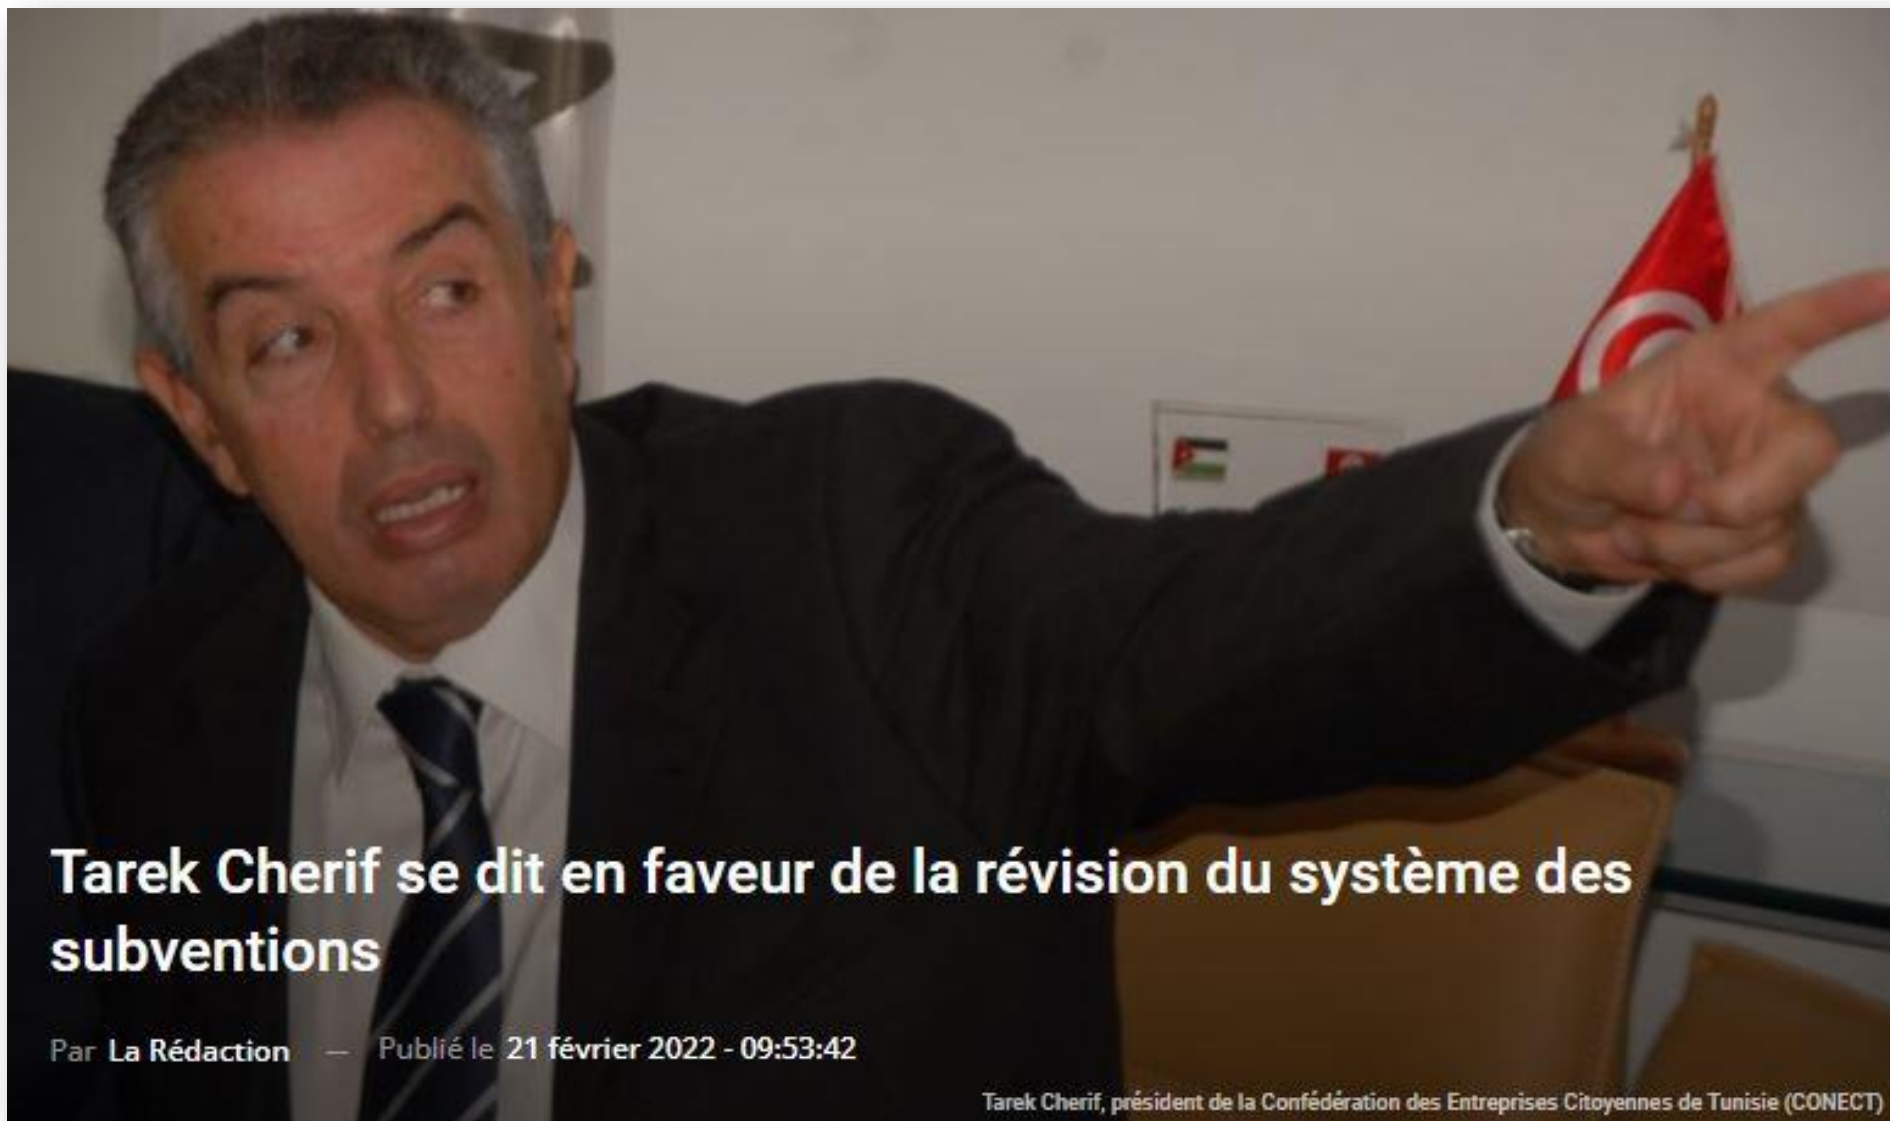 Tarek Cherif se dit en faveur de la révision du système des
subventions
Par La Rédaction — Publié le 21 février 2022 - 09:53:42
Tarek Cherif, président de la Confédération des Entreprises Citoyennes de Tunisie (CONECT)